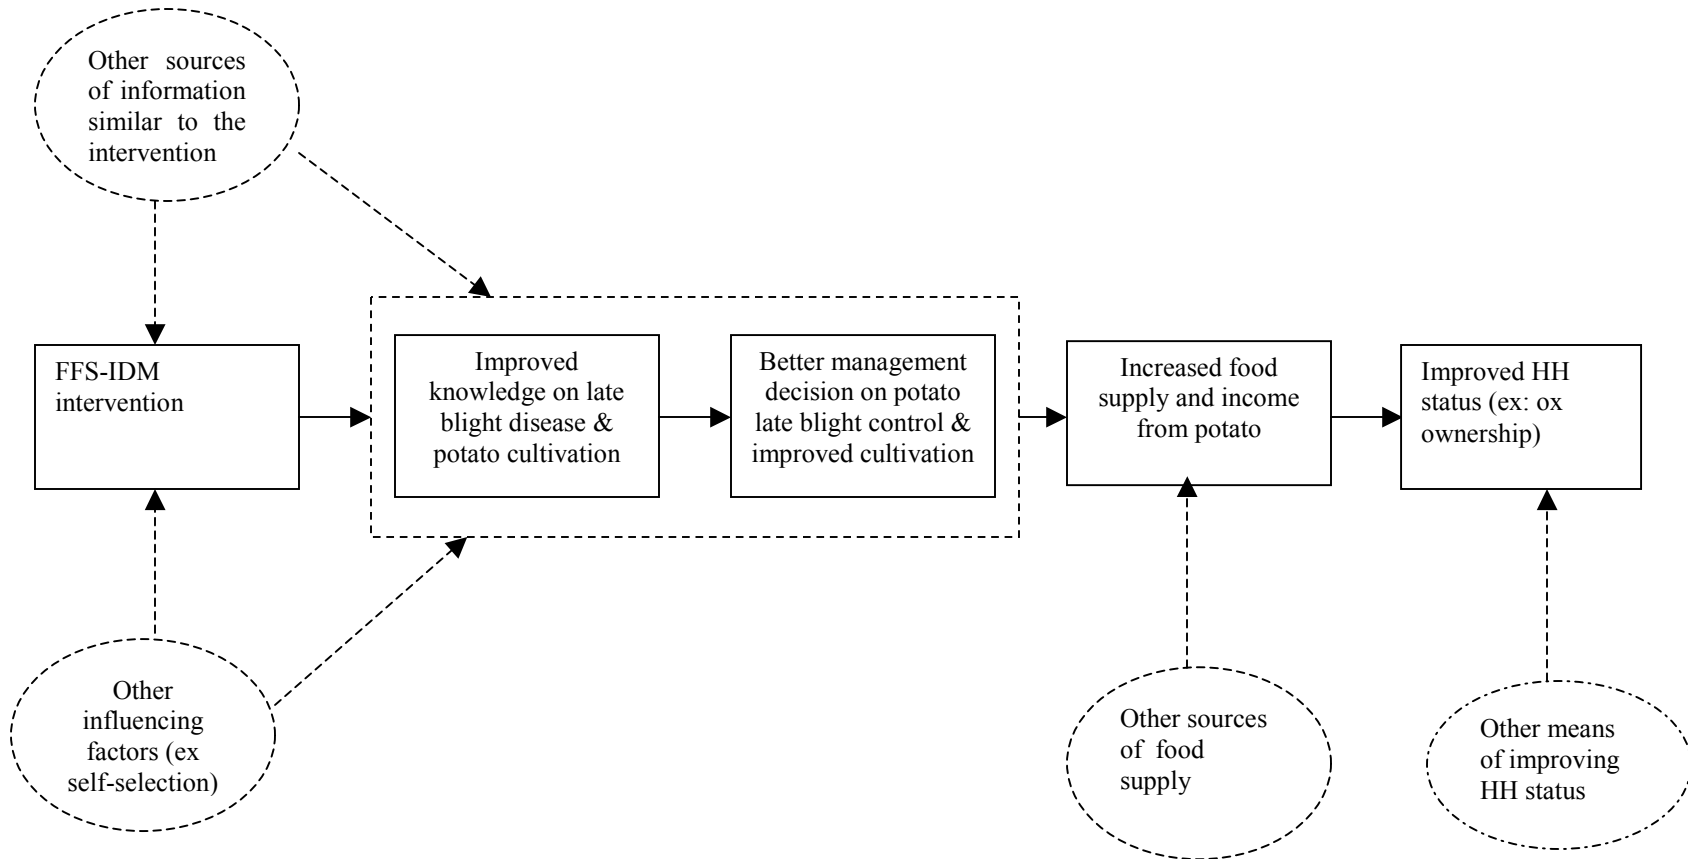 Other sources
of information
similar to the
intervention
FFS-IDM
intervention
Improved
knowledge on late
blight disease &
potato cultivation
Better management
decision on potato
late blight control &
improved cultivation
Increased food
supply and income
from potato
Improved HH
status (ex: ox
ownership)
Other
influencing
factors (ex
self-selection)
Other sources
of food
supply
Other means
of improving
HH status